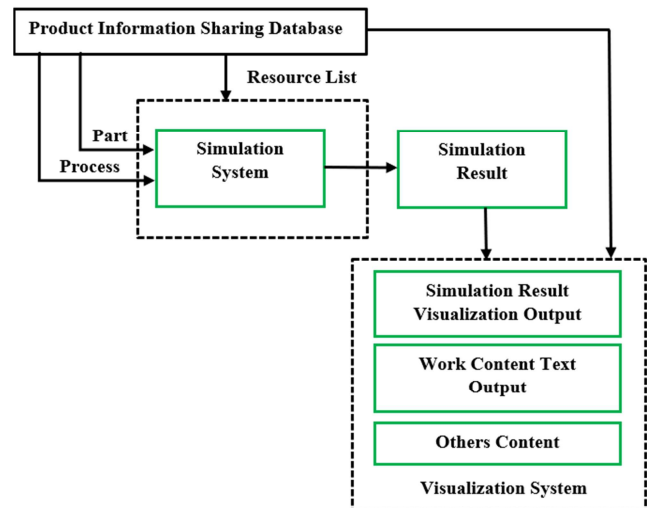 Product Information Sharing Database
Resource List
Part
Process
Simulation
System
Simulation
Result
Simulation Result
Visualization Output
Work Content Text
Output
Others Content
Visualization System